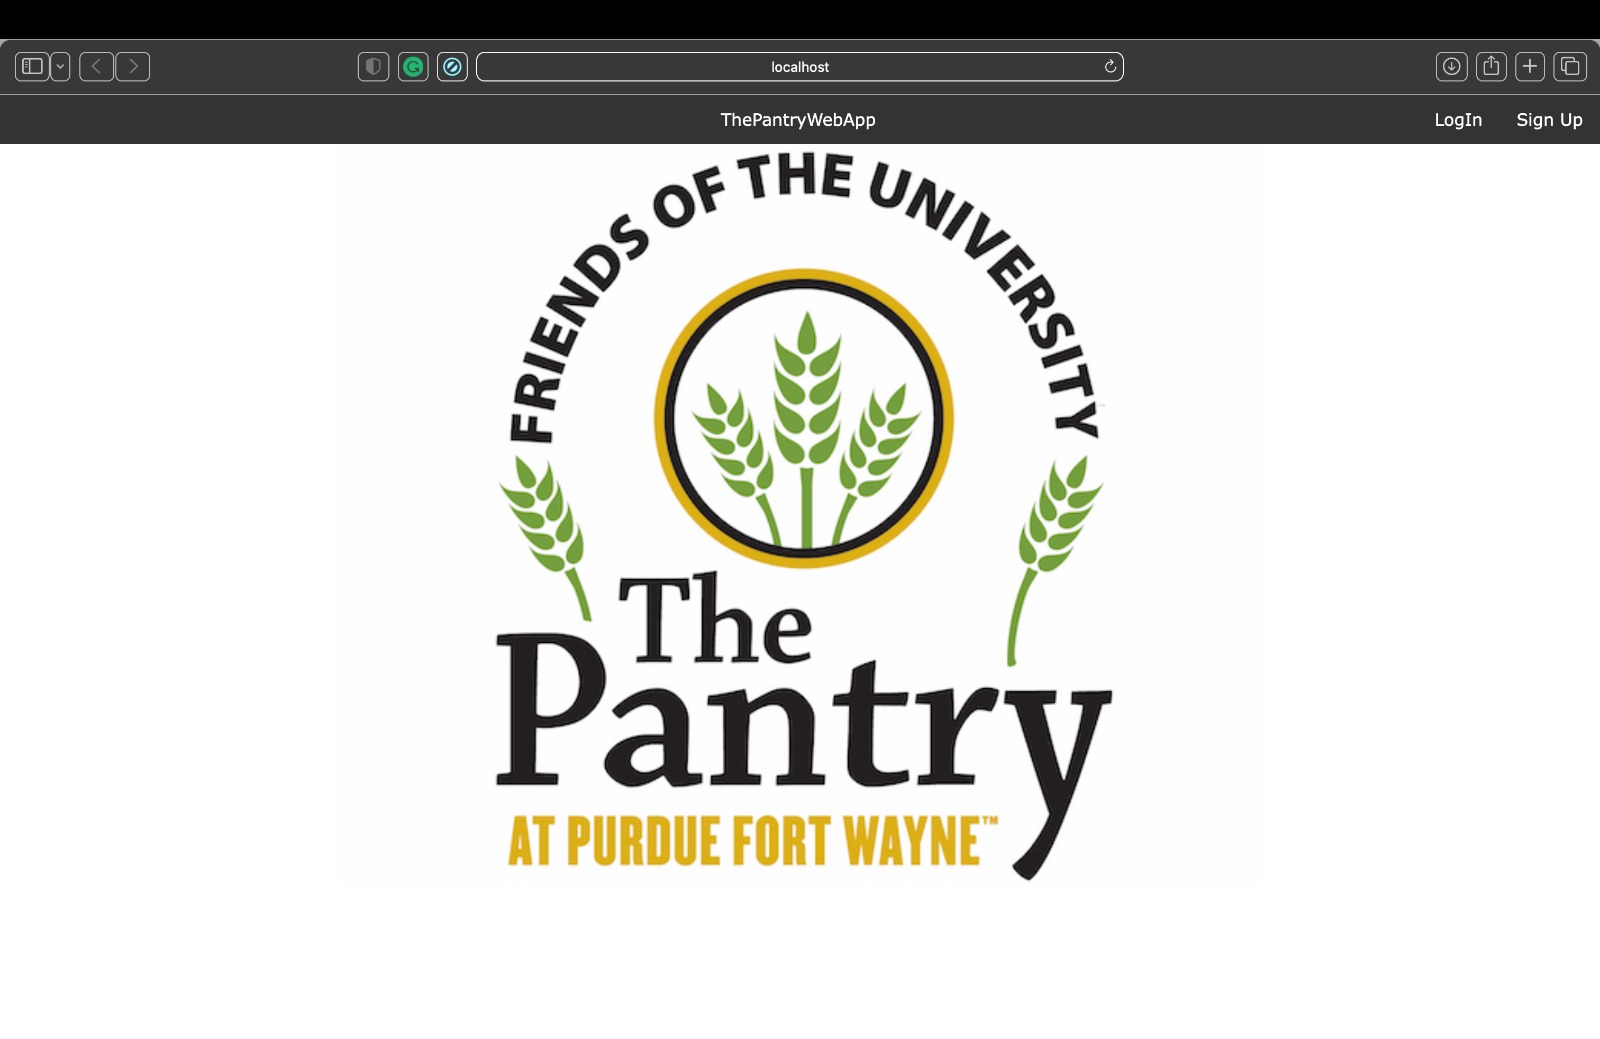 localhost
ThePantryWebApp
LogIn Sign Up
FRIENDS OF THE UNIVERSITY
The
Pantry
AT PURDUE FORT WAYNE™